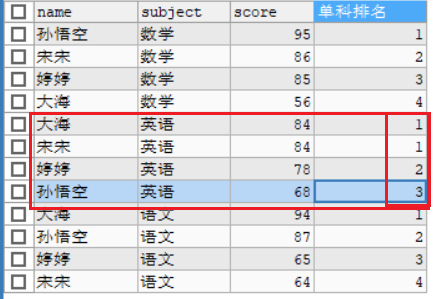 name subject score 单科排名
孙悟空 数学 95 1
宋宋 数学 86 2
婷婷 数学 85 3
大海 数学 56 4
大海 英语 84 1
宋宋 英语 84 1
婷婷 英语 78 2
孙悟空 英语 68 3
大海 语文 94 1
孙悟空 语文 87 2
婷婷 语文 65 3
宋宋 语文 64 4